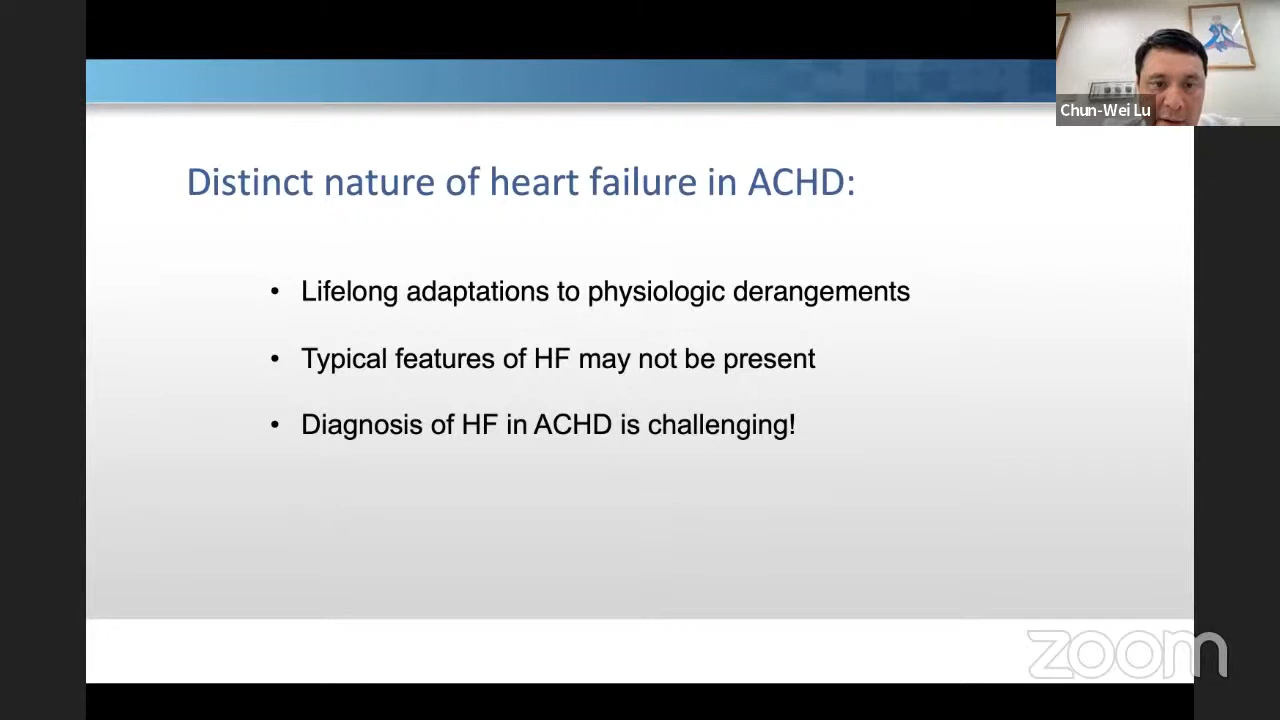 Chun-Wei Lu
Distinct nature of heart failure in ACHD:
• Lifelong adaptations to physiologic derangements
• Typical features of HF may not be present
• Diagnosis of HF in ACHD is challenging!
zoom